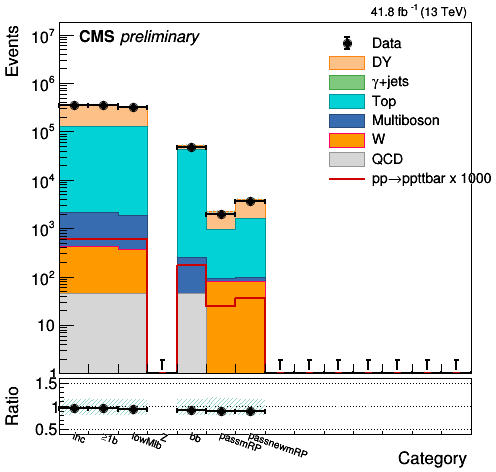 41.8 fb⁻¹ (13 TeV)
CMS preliminary
Events
10⁷
10⁶
10⁵
10⁴
10³
10²
10
1
Data
DY
γ+jets
Top
Multiboson
W
QCD
pp→ppttbar x 1000
Ratio
1.5
1
0.5
inc
≥1b
lowMlb
Z
bb
passmRP
passnewmRP
Category